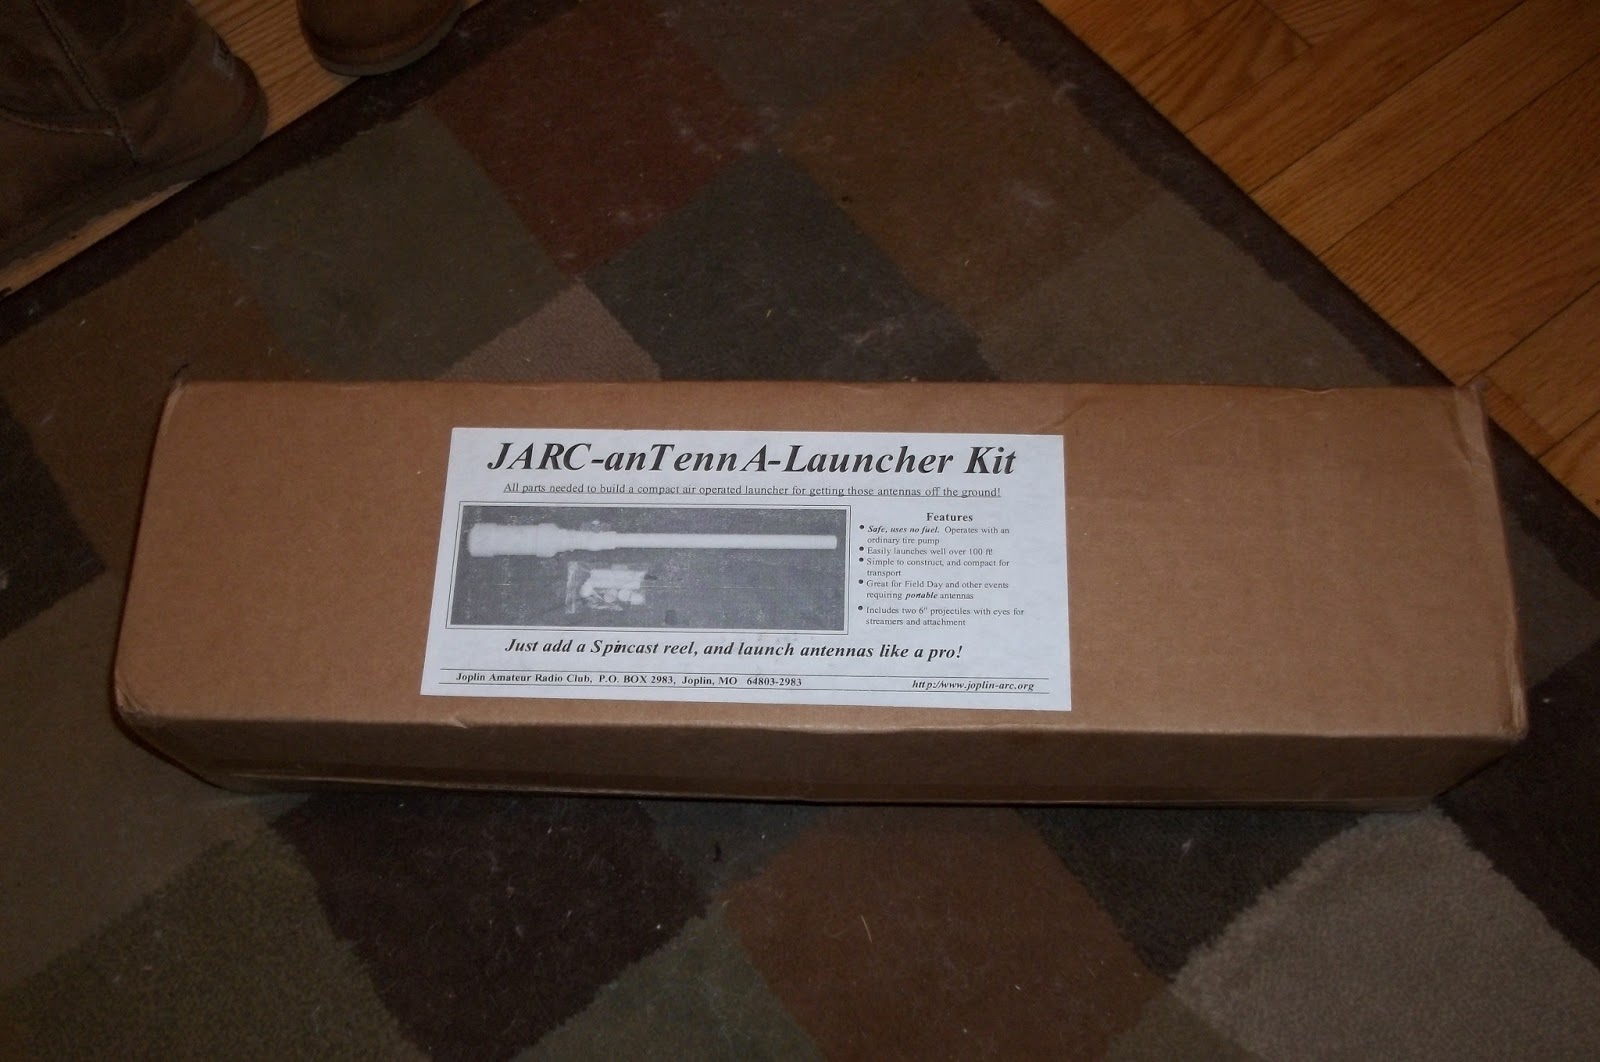 JARC-anTennA-Launcher Kit
All parts needed to build a compact air operated launcher for getting those antennas off the ground!
Features
• Safe, uses no fuel. Operates with an
ordinary tire pump
• Easily launches well over 100 ft!
• Simple to construct, and compact for
transport
• Great for Field Day and other events
requiring portable antennas
• Includes two 6" projectiles with eyes for
streamers and attachment
Just add a Spincast reel, and launch antennas like a pro!
Joplin Amateur Radio Club, P.O. BOX 2983, Joplin, MO 64803-2983
http://www.joplin-arc.org